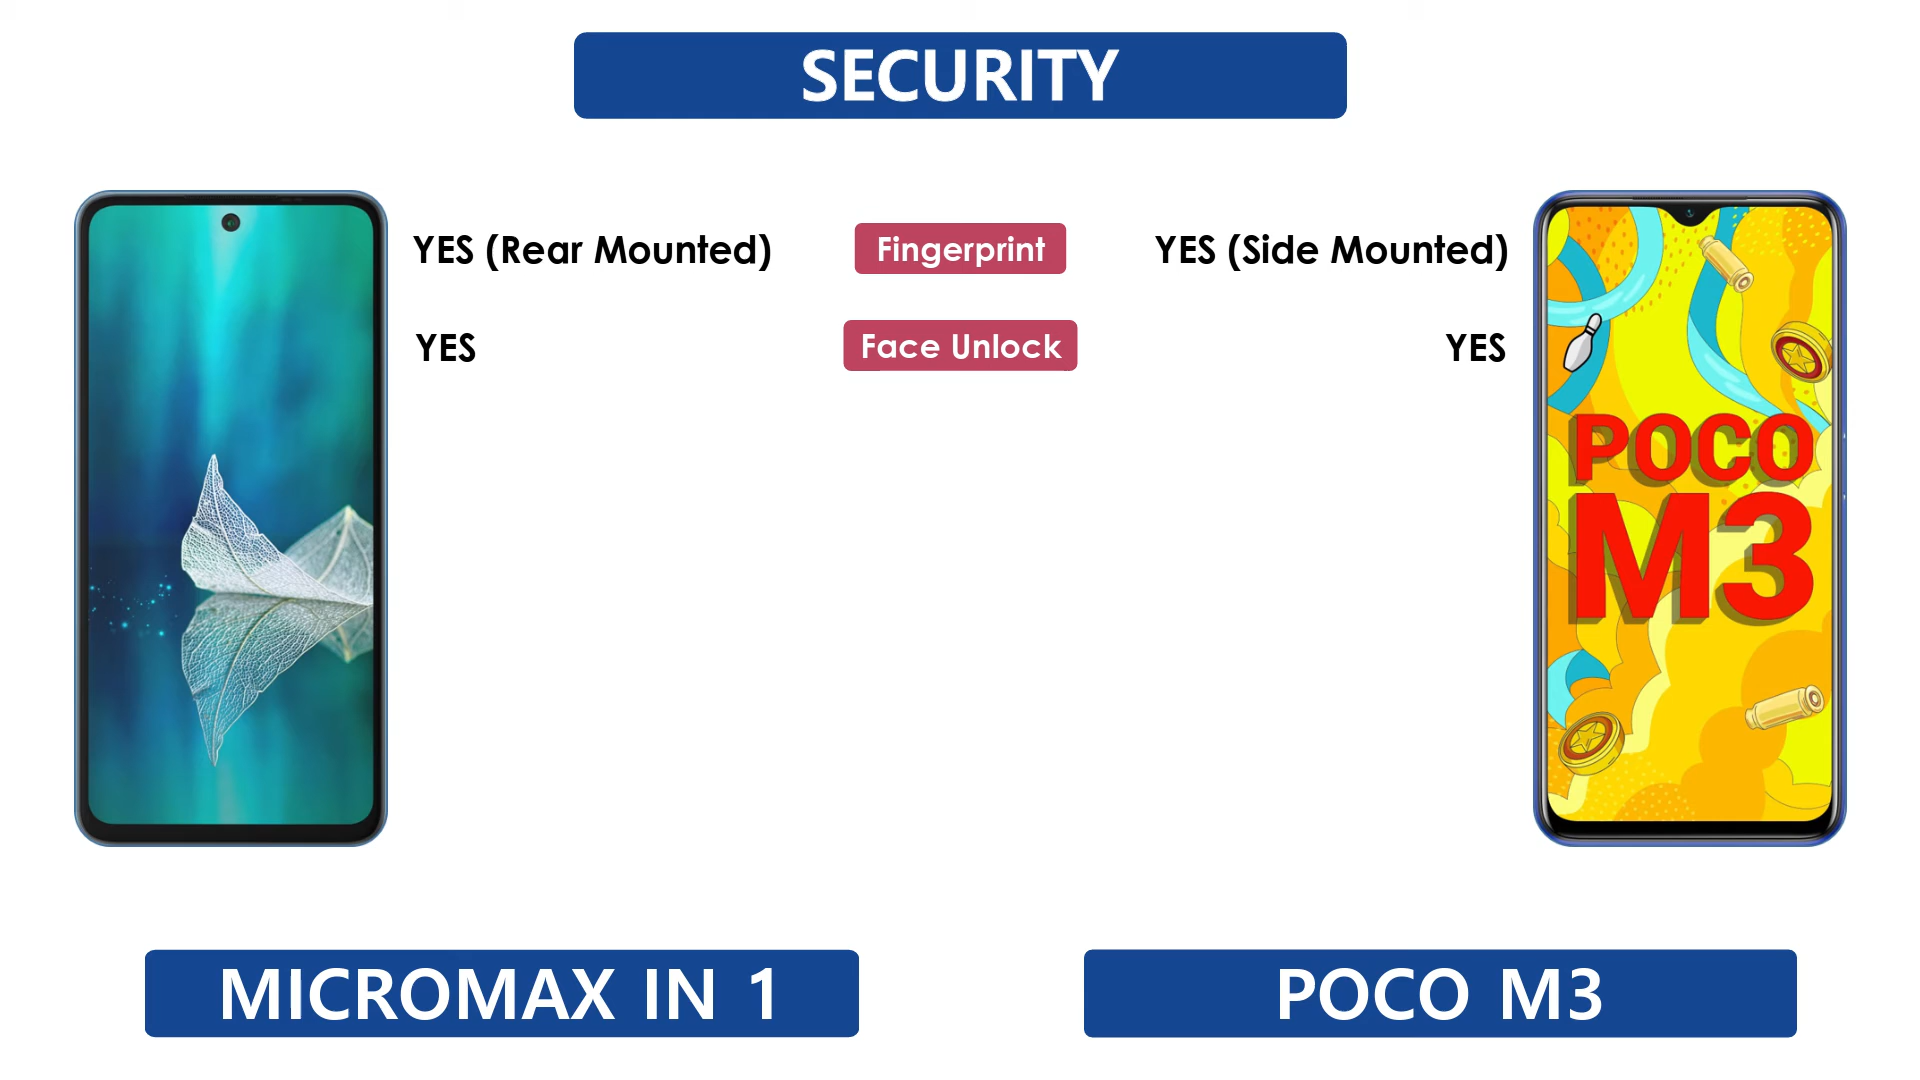 SECURITY
YES (Rear Mounted) Fingerprint YES (Side Mounted)
YES Face Unlock YES
POCO
M3
MICROMAX IN 1 POCO M3